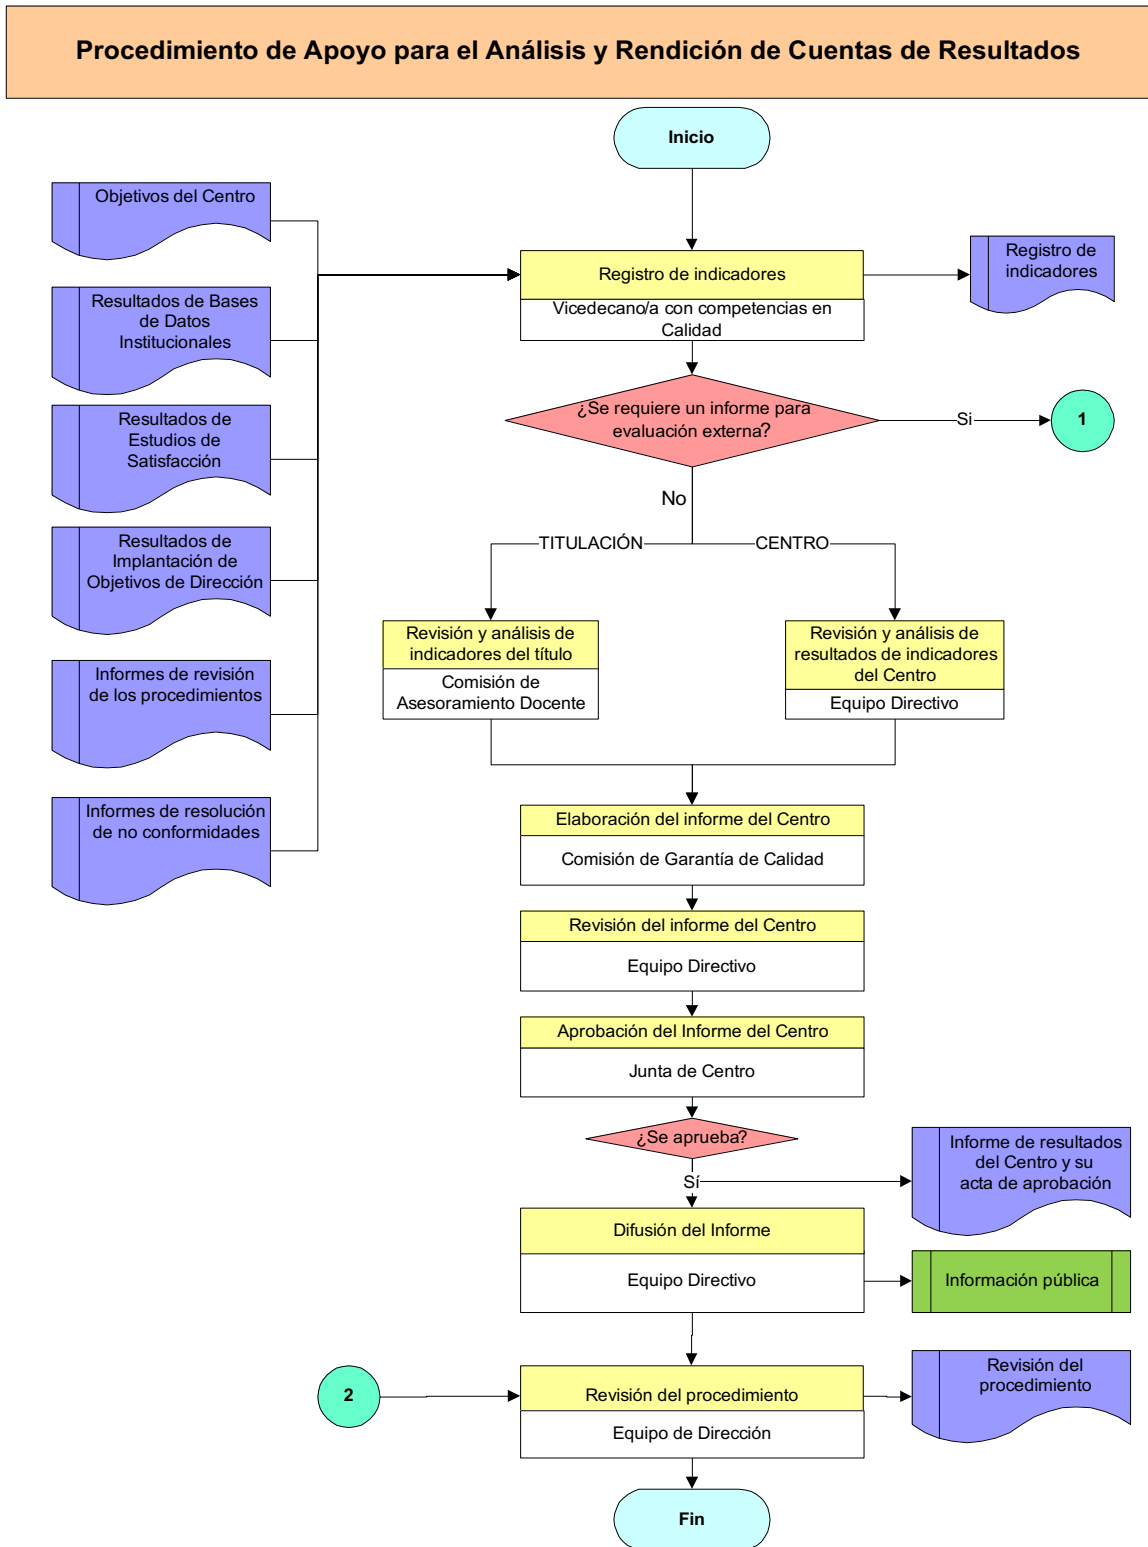 Procedimiento de Apoyo para el Análisis y Rendición de Cuentas de Resultados
Inicio
Objetivos del Centro
Resultados de Bases
de Datos
Institucionales
Resultados de
Estudios de
Satisfacción
Resultados de
Implantación de
Objetivos de Dirección
Informes de revisión
de los procedimientos
Informes de resolución
de no conformidades
Registro de indicadores
Vicedecano/a con competencias en
Calidad
Registro de
indicadores
¿Se requiere un informe para
evaluación externa?
Si
1
No
TITULACIÓN
CENTRO
Revisión y análisis de
indicadores del título
Comisión de
Asesoramiento Docente
Revisión y análisis de
resultados de indicadores
del Centro
Equipo Directivo
Elaboración del informe del Centro
Comisión de Garantía de Calidad
Revisión del informe del Centro
Equipo Directivo
Aprobación del Informe del Centro
Junta de Centro
¿Se aprueba?
Sí
Informe de resultados
del Centro y su
acta de aprobación
Difusión del Informe
Equipo Directivo
Información pública
2
Revisión del procedimiento
Equipo de Dirección
Revisión del
procedimiento
Fin